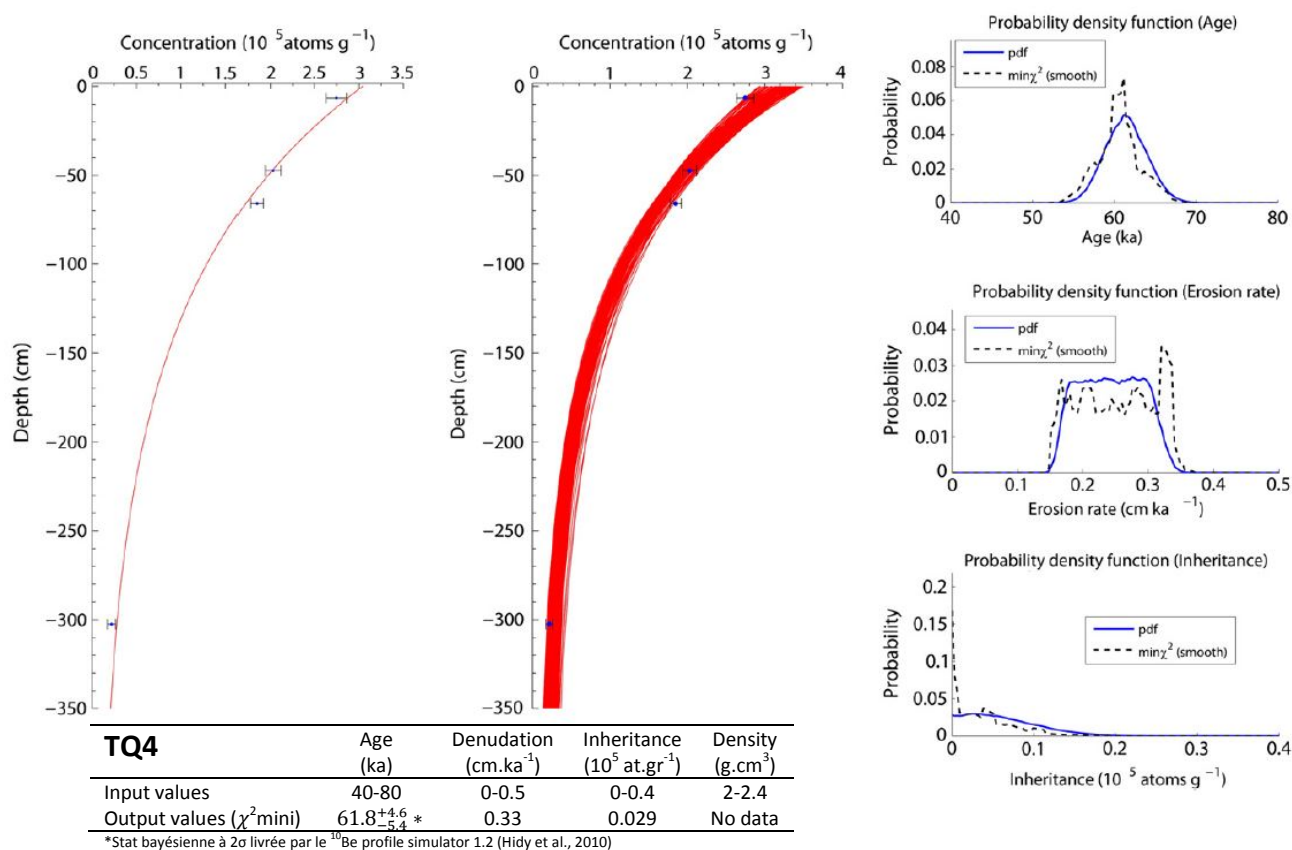 Concentration (10 ⁵atoms g ⁻¹)
0 0.5 1 1.5 2 2.5 3 3.5
0
−50
−100
−150
−200
−250
−300
−350
Depth (cm)
Concentration (10 ⁵atoms g ⁻¹)
0 1 2 3 4
0
−50
−100
−150
−200
−250
−300
−350
Depth (cm)
Probability density function (Age)
pdf
minχ² (smooth)
0.08
0.06
0.04
0.02
0
Probability
40 50 60 70 80
Age (ka)
Probability density function (Erosion rate)
pdf
minχ² (smooth)
0.04
0.03
0.02
0.01
0
Probability
0 0.1 0.2 0.3 0.4 0.5
Erosion rate (cm ka ⁻¹)
Probability density function (Inheritance)
pdf
minχ² (smooth)
0.2
0.15
0.1
0.05
0
Probability
0 0.1 0.2 0.3 0.4
Inheritance (10 ⁵ atoms g ⁻¹)
TQ4 Age Denudation Inheritance Density
(ka) (cm.ka⁻¹) (10⁵ at.gr⁻¹) (g.cm³)
Input values 40-80 0-0.5 0-0.4 2-2.4
Output values (χ²mini) 61.8⁺⁴·⁶₋₅.₄ * 0.33 0.029 No data
*Stat bayésienne à 2σ livrée par le ¹⁰Be profile simulator 1.2 (Hidy et al., 2010)